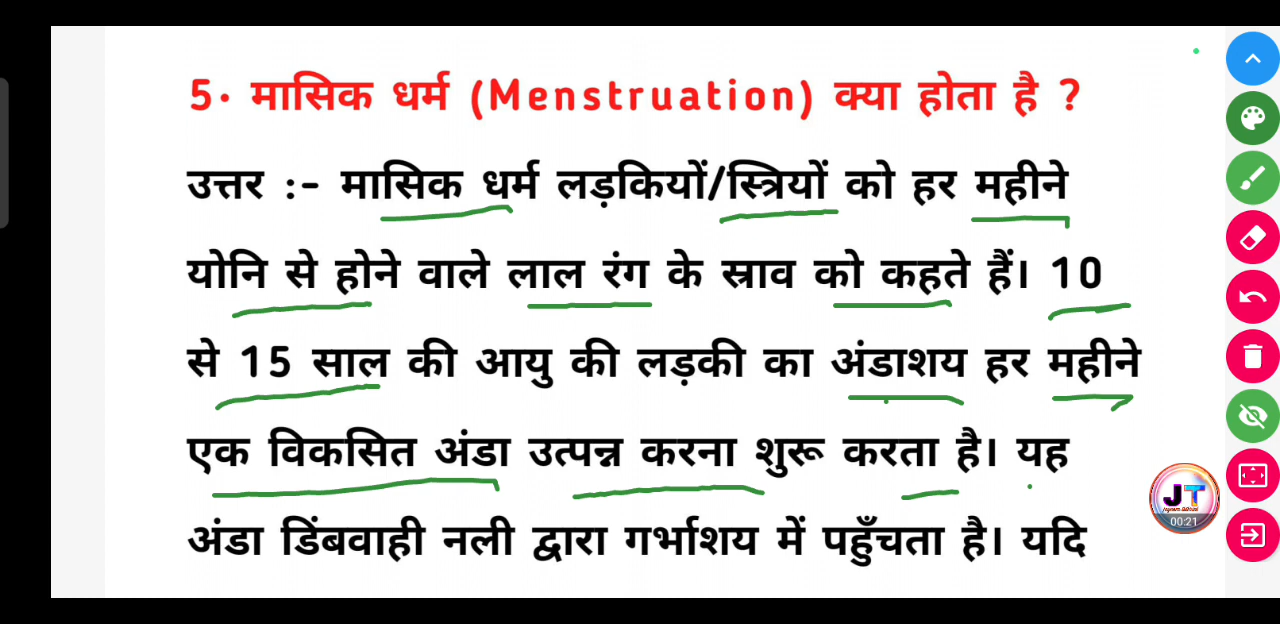 5. मासिक धर्म (Menstruation) क्या होता है ?
उत्तर :- मासिक धर्म लड़कियों/स्त्रियों को हर महीने
योनि से होने वाले लाल रंग के स्राव को कहते हैं। 10
से 15 साल की आयु की लड़की का अंडाशय हर महीने
एक विकसित अंडा उत्पन्न करना शुरू करता है। यह
अंडा डिंबवाही नली द्वारा गर्भाशय में पहुँचता है। यदि
JT
00:21